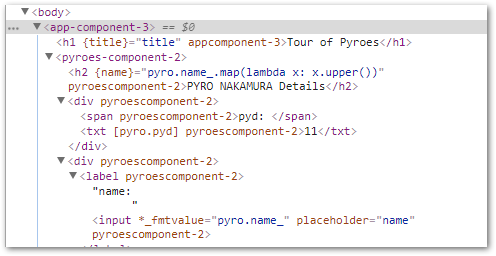 ▼<body>
... ▼<app-component-3> == $0
<h1 {title}="title" appcomponent-3>Tour of Pyroes</h1>
▼<pyroes-component-2>
<h2 {name}="pyro.name_.map(lambda x: x.upper())"
pyroescomponent-2>PYRO NAKAMURA Details</h2>
▼<div pyroescomponent-2>
<span pyroescomponent-2>pyd: </span>
<txt [pyro.pyd] pyroescomponent-2>11</txt>
</div>
▼<div pyroescomponent-2>
▼<label pyroescomponent-2>
"name:
"
<input *_fmtvalue="pyro.name_" placeholder="name"
pyroescomponent-2>